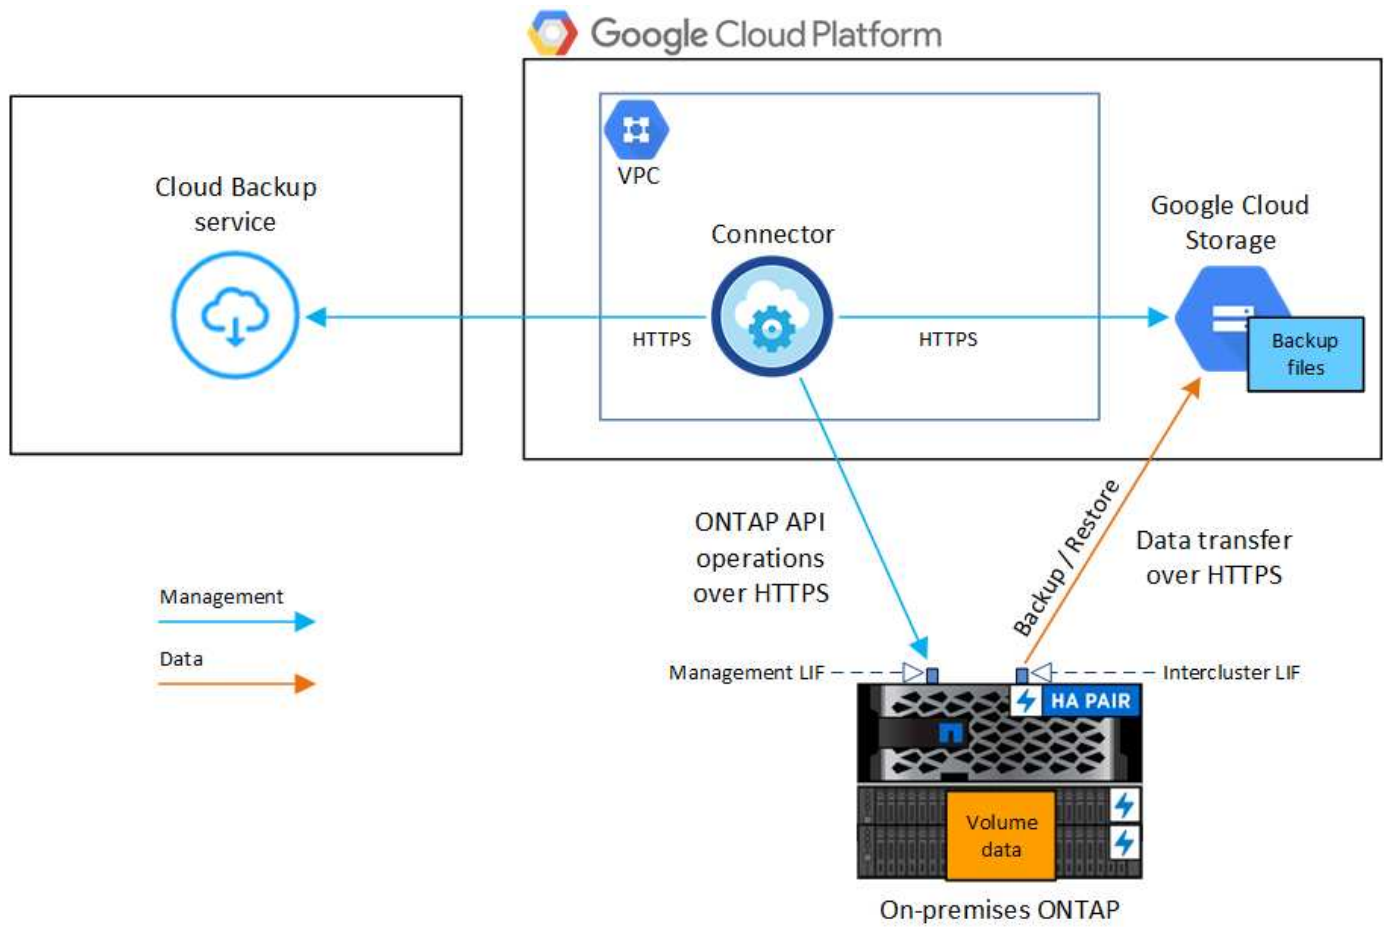 Google Cloud Platform
VPC
Cloud Backup
service
Connector
Google Cloud
Storage
HTTPS
HTTPS
Backup
files
ONTAP API
operations
over HTTPS
Backup / Restore
Data transfer
over HTTPS
Management
Data
Management LIF
Intercluster LIF
HA PAIR
Volume
data
On-premises ONTAP